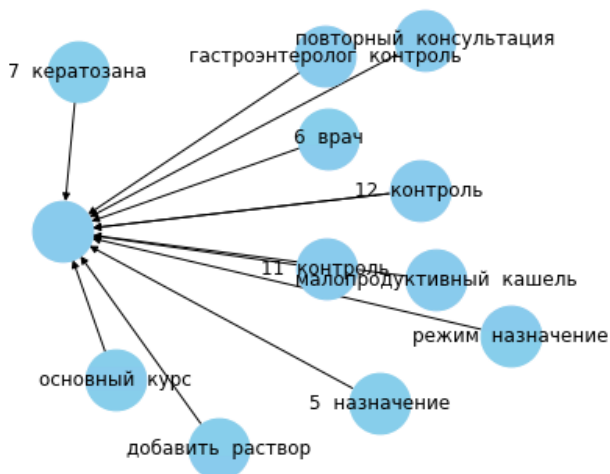 повторный консультация
гастроэнтеролог контроль
7 кератозана
6 врач
12 контроль
11 контроль
малопродуктивный кашель
режим назначение
основный курс
5 назначение
добавить раствор